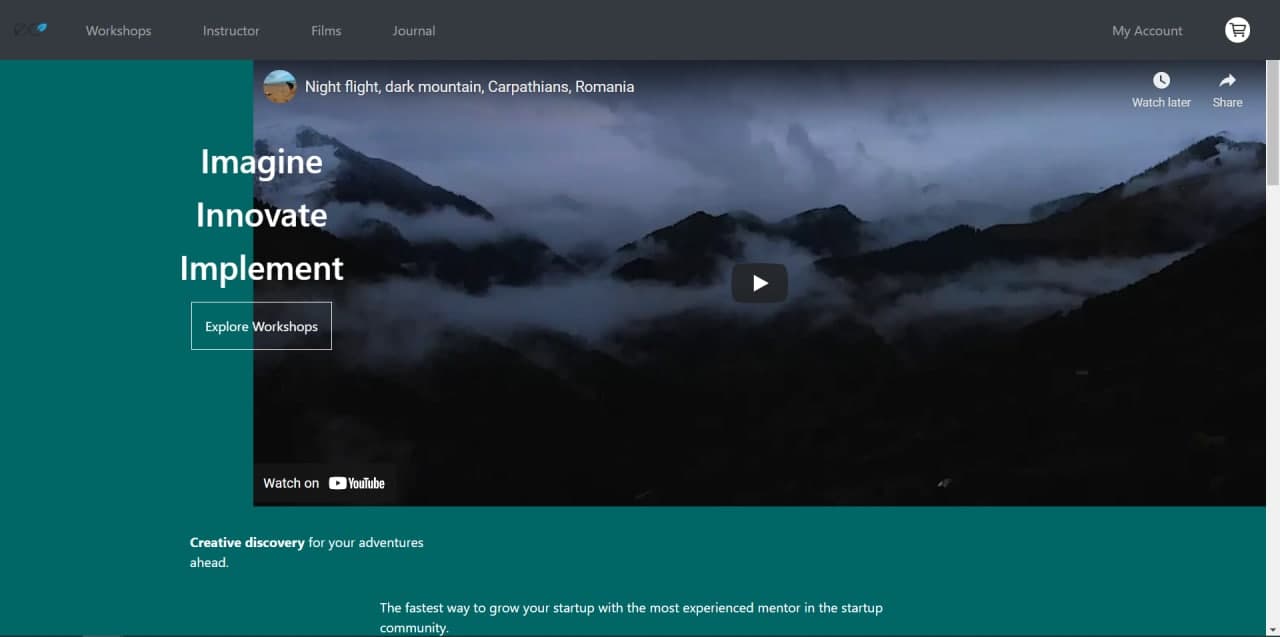 Workshops
Instructor
Films
Journal
My Account
Night flight, dark mountain, Carpathians, Romania
Watch later
Share
Imagine
Innovate
Implement
Explore Workshops
Watch on YouTube
Creative discovery for your adventures
ahead.
The fastest way to grow your startup with the most experienced mentor in the startup
community.